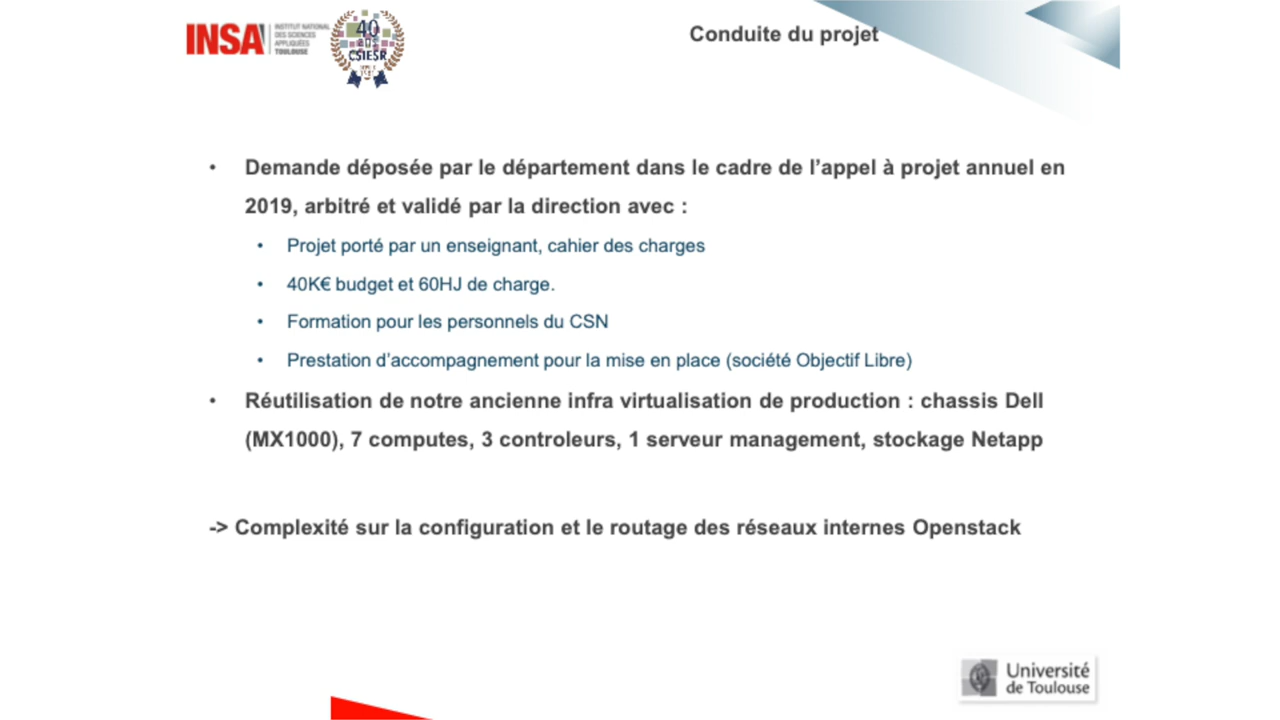 INSA
INSTITUT NATIONAL
DES SCIENCES
APPLIQUÉES
TOULOUSE
40
ans
CSIESR
Conduite du projet
• Demande déposée par le département dans le cadre de l’appel à projet annuel en
2019, arbitré et validé par la direction avec :
• Projet porté par un enseignant, cahier des charges
• 40K€ budget et 60HJ de charge.
• Formation pour les personnels du CSN
• Prestation d’accompagnement pour la mise en place (société Objectif Libre)
• Réutilisation de notre ancienne infra virtualisation de production : chassis Dell
(MX1000), 7 computes, 3 controleurs, 1 serveur management, stockage Netapp
-> Complexité sur la configuration et le routage des réseaux internes Openstack
Université
de Toulouse